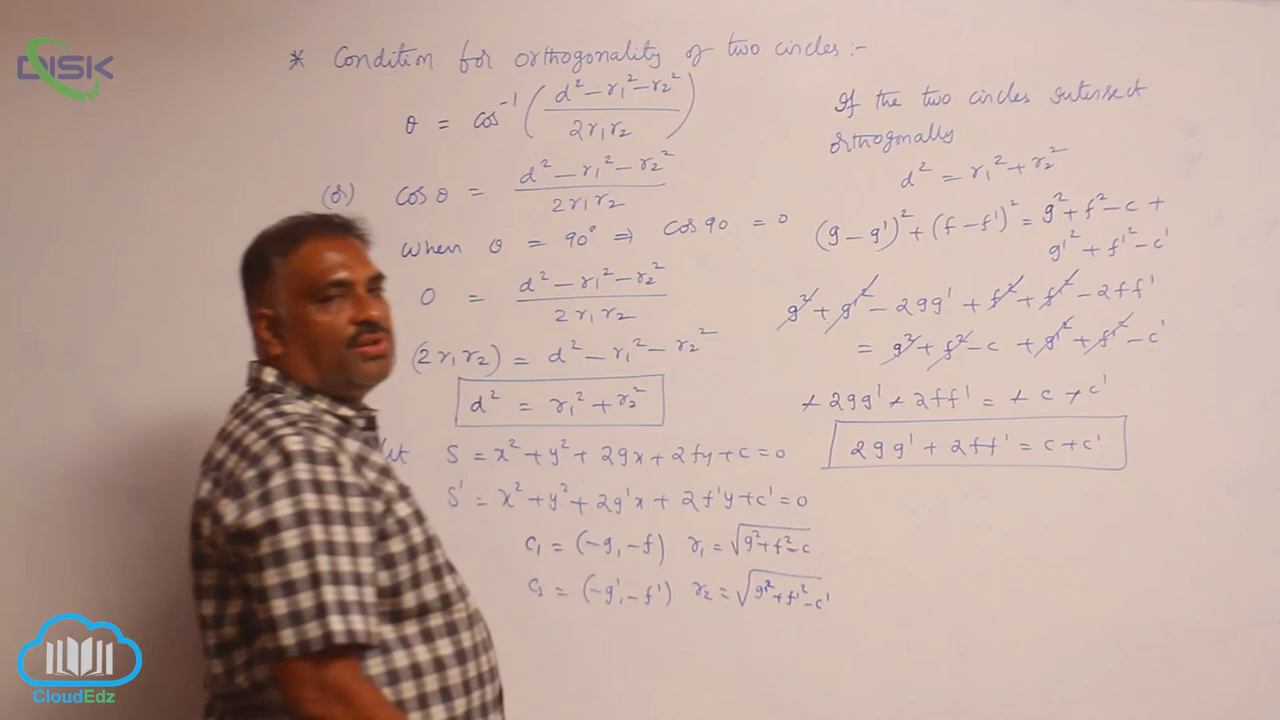 DISK
* Condition for orthogonality of two circles :-
θ = cos⁻¹ ( (d² - r₁² - r₂²) / 2r₁r₂ )
(or) cos θ = (d² - r₁² - r₂²) / 2r₁r₂
when θ = 90° ⇒ cos 90 = 0
0 = (d² - r₁² - r₂²) / 2r₁r₂
(2r₁r₂) = d² - r₁² - r₂²
d² = r₁² + r₂²
S = x² + y² + 2gx + 2fy + c = 0
S' = x² + y² + 2g'x + 2f'y + c' = 0
C₁ = (-g, -f) r₁ = √(g² + f² - c)
C₂ = (-g', -f') r₂ = √(g'² + f'² - c')
If the two circles intersect
orthogonally
d² = r₁² + r₂²
(g - g')² + (f - f')² = g² + f² - c +
g'² + f'² - c'
g² + g'² - 2gg' + f² + f'² - 2ff'
= g² + f² - c + g'² + f'² - c'
+ 2gg' + 2ff' = + c + c'
2gg' + 2ff' = c + c'
CloudEdz